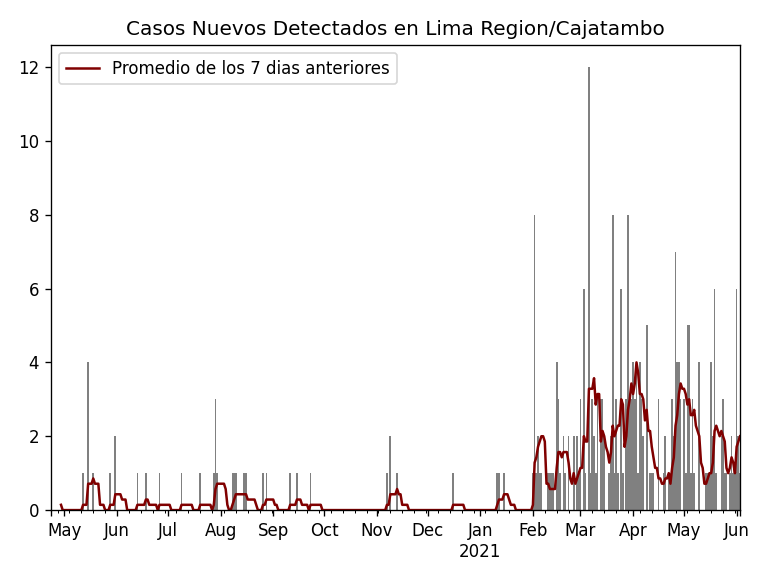 Casos Nuevos Detectados en Lima Region/Cajatambo
Promedio de los 7 dias anteriores
12
10
8
6
4
2
0
May Jun Jul Aug Sep Oct Nov Dec Jan Feb Mar Apr May Jun
2021